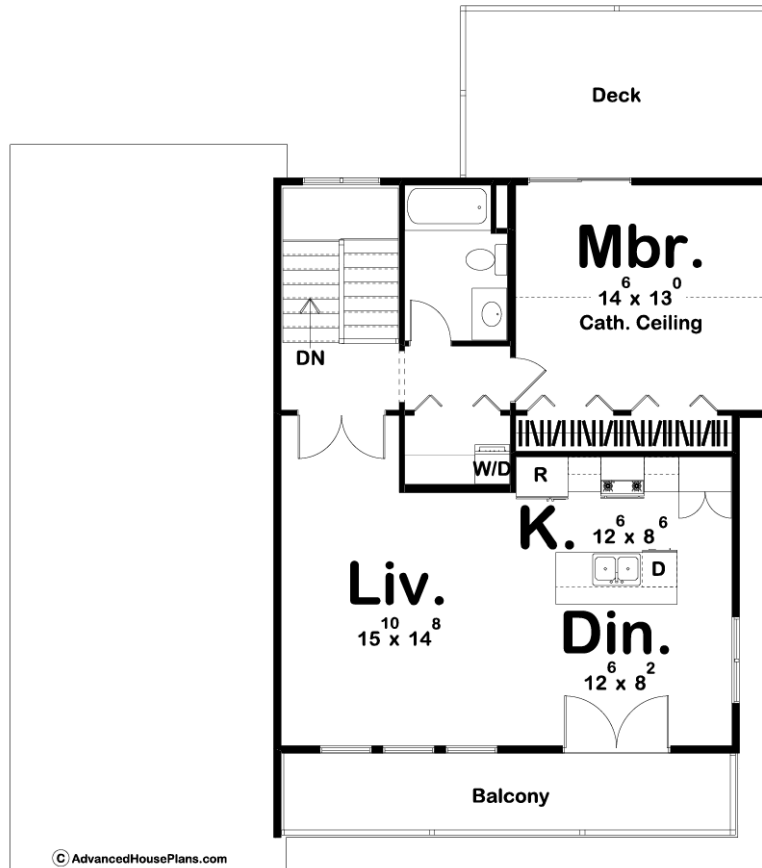 Deck
Mbr.
14⁶ x 13⁰
Cath. Ceiling
DN
W/D
R
K. 12⁶ x 8⁶
D
Liv.
15¹⁰ x 14⁸
Din.
12⁶ x 8²
Balcony
© AdvancedHousePlans.com